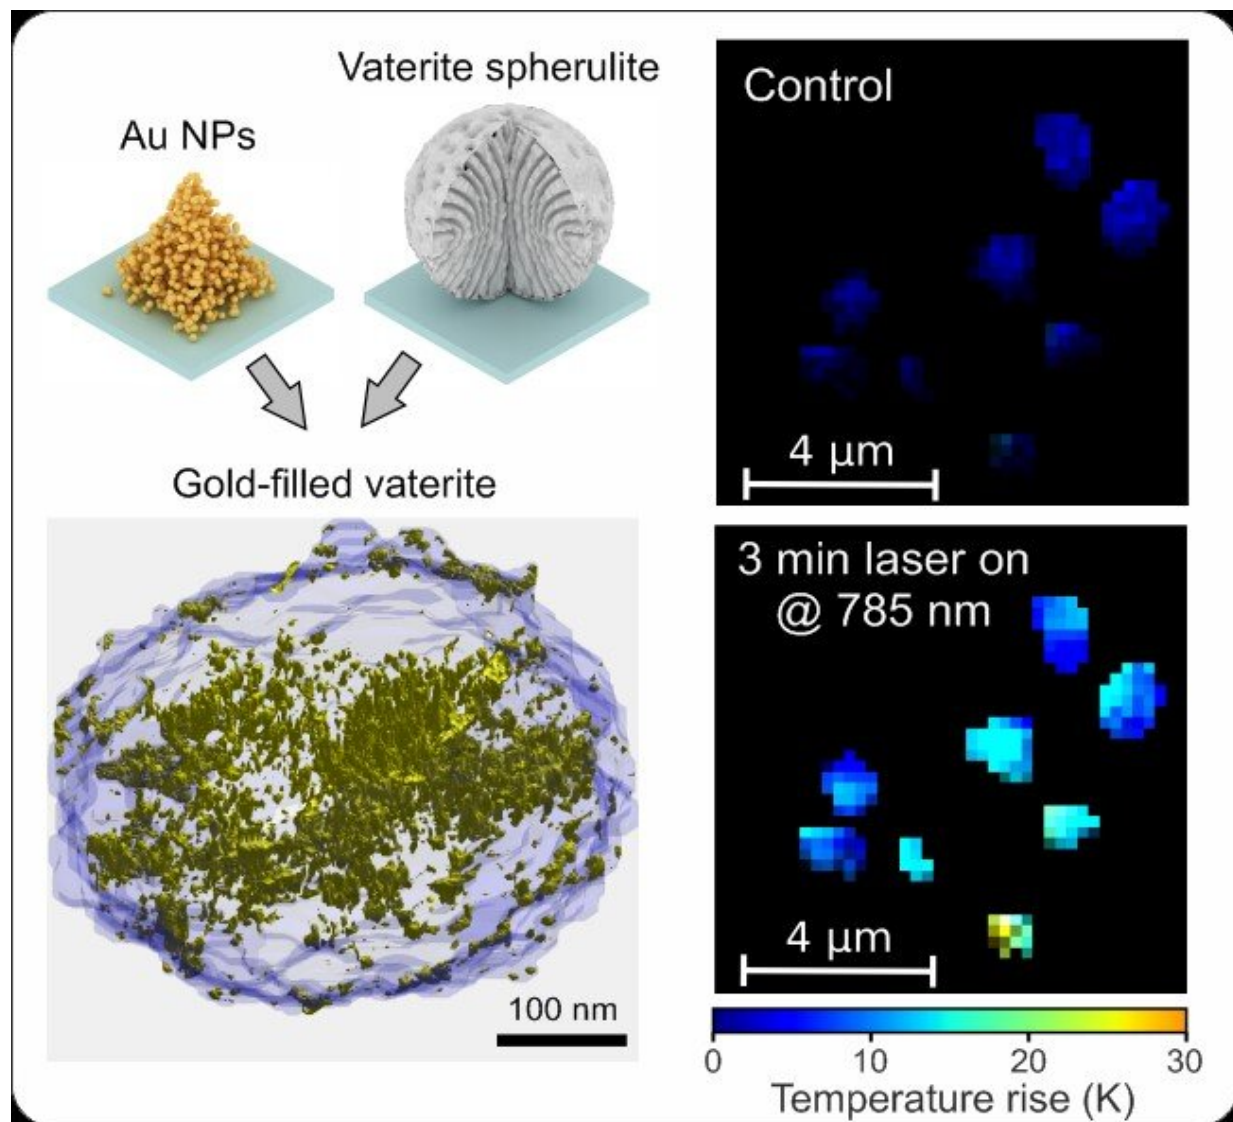 Vaterite spherulite
Au NPs
Gold-filled vaterite
100 nm
Control
4 μm
3 min laser on
@ 785 nm
4 μm
0 10 20 30
Temperature rise (K)